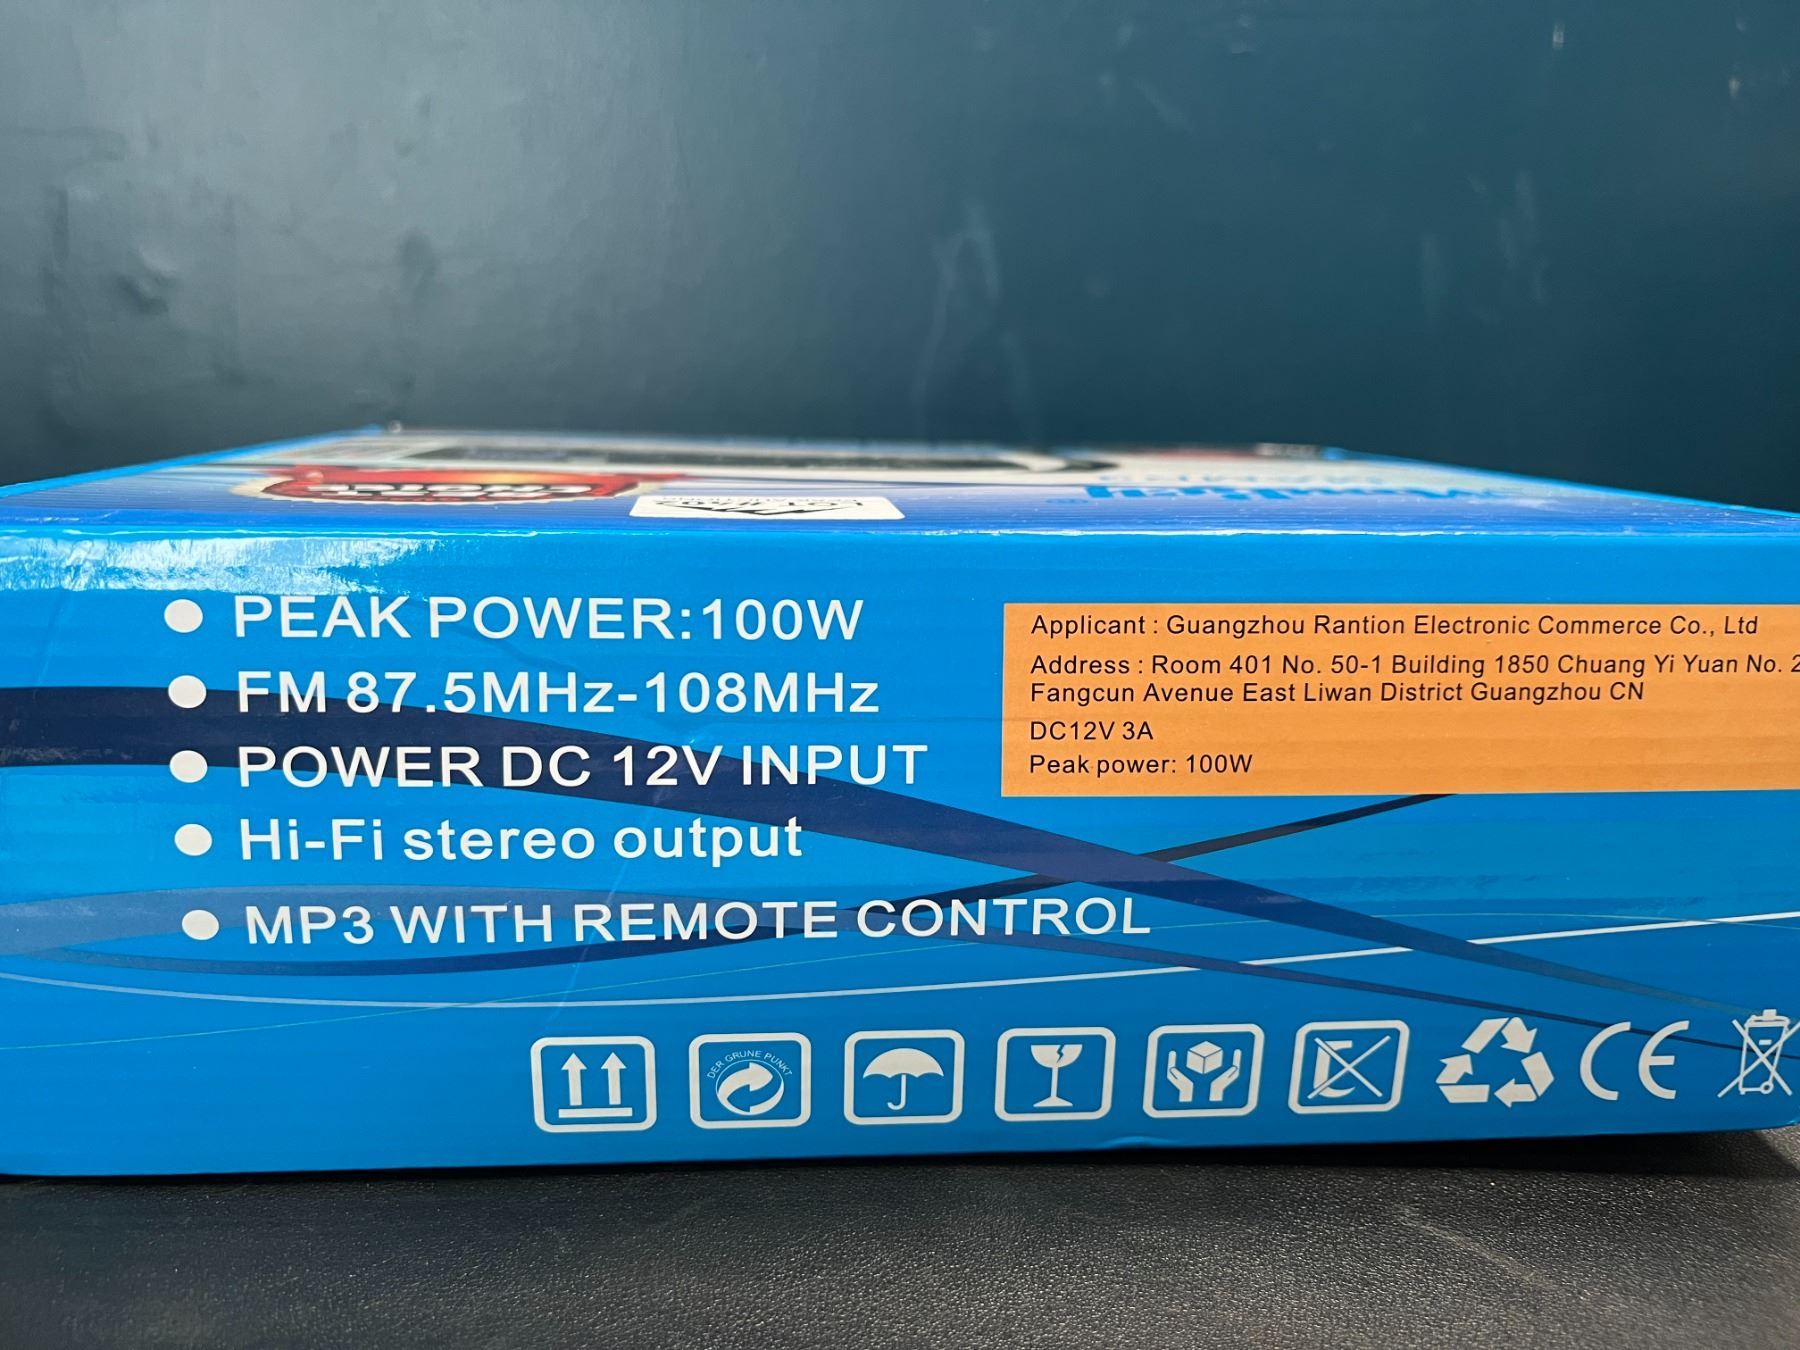 PEAK POWER:100W
FM 87.5MHz-108MHz
POWER DC 12V INPUT
Hi-Fi stereo output
MP3 WITH REMOTE CONTROL
Applicant : Guangzhou Rantion Electronic Commerce Co., Ltd
Address : Room 401 No. 50-1 Building 1850 Chuang Yi Yuan No. 2
Fangcun Avenue East Liwan District Guangzhou CN
DC12V 3A
Peak power: 100W
DER GRUNE PUNKT
CE